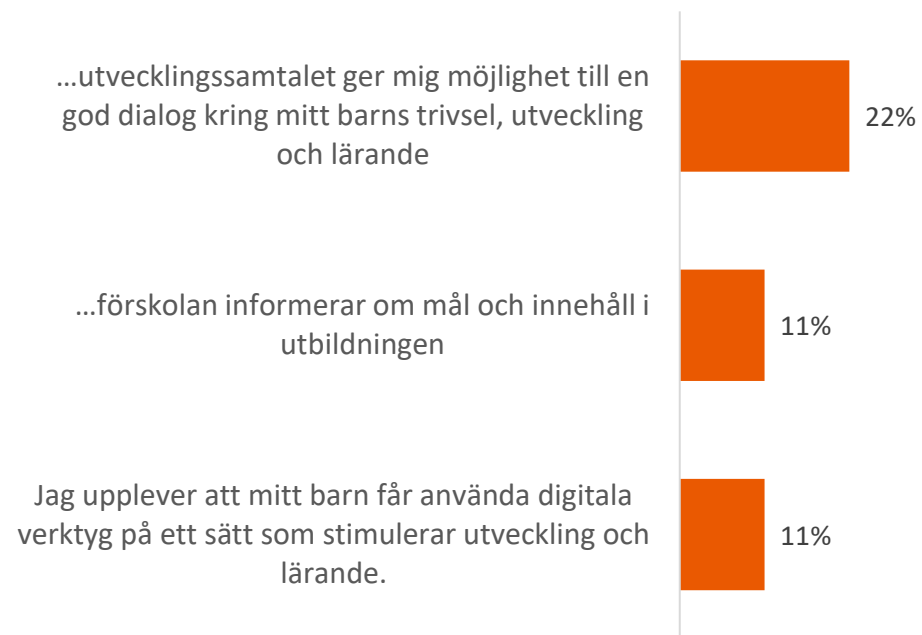 ...utvecklingssamtalet ger mig möjlighet till en
god dialog kring mitt barns trivsel, utveckling
och lärande
22%
...förskolan informerar om mål och innehåll i
utbildningen
11%
Jag upplever att mitt barn får använda digitala
verktyg på ett sätt som stimulerar utveckling och
lärande.
11%